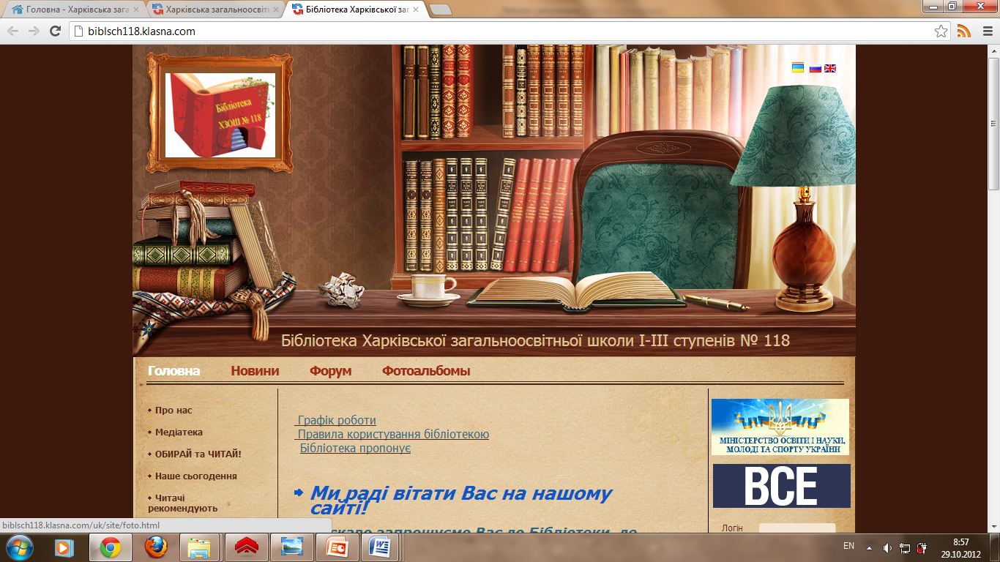 Головна - Харківська зага
Харківська загальноосвітн
Бібліотека Харківської заг
biblsch118.klasna.com
Бібліотека
ХЗОШ № 118
Бібліотека Харківської загальноосвітньої школи І-ІІІ ступенів № 118
Головна Новини Форум Фотоальбомы
Про нас
Медіатека
ОБИРАЙ та ЧИТАЙ!
Наше сьогодення
Читачі
рекомендують
Графік роботи
Правила користування бібліотекою
Бібліотека пропонує
Ми раді вітати Вас на нашому
сайті!
скаво запрошуємо Вас до Бібліотеки, до
МІНІСТЕРСТВО ОСВІТИ І НАУКИ,
МОЛОДІ ТА СПОРТУ УКРАЇНИ
ВСЕ
Логін
biblsch118.klasna.com/uk/site/foto.html
EN
8:57
29.10.2012